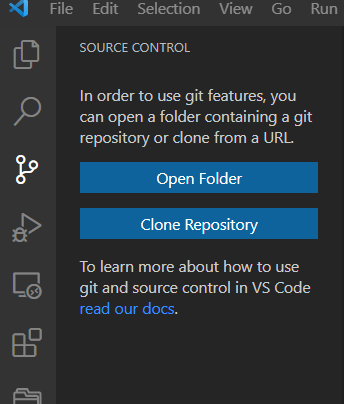 File Edit Selection View Go Run
SOURCE CONTROL
In order to use git features, you
can open a folder containing a git
repository or clone from a URL.
Open Folder
Clone Repository
To learn more about how to use
git and source control in VS Code
read our docs.